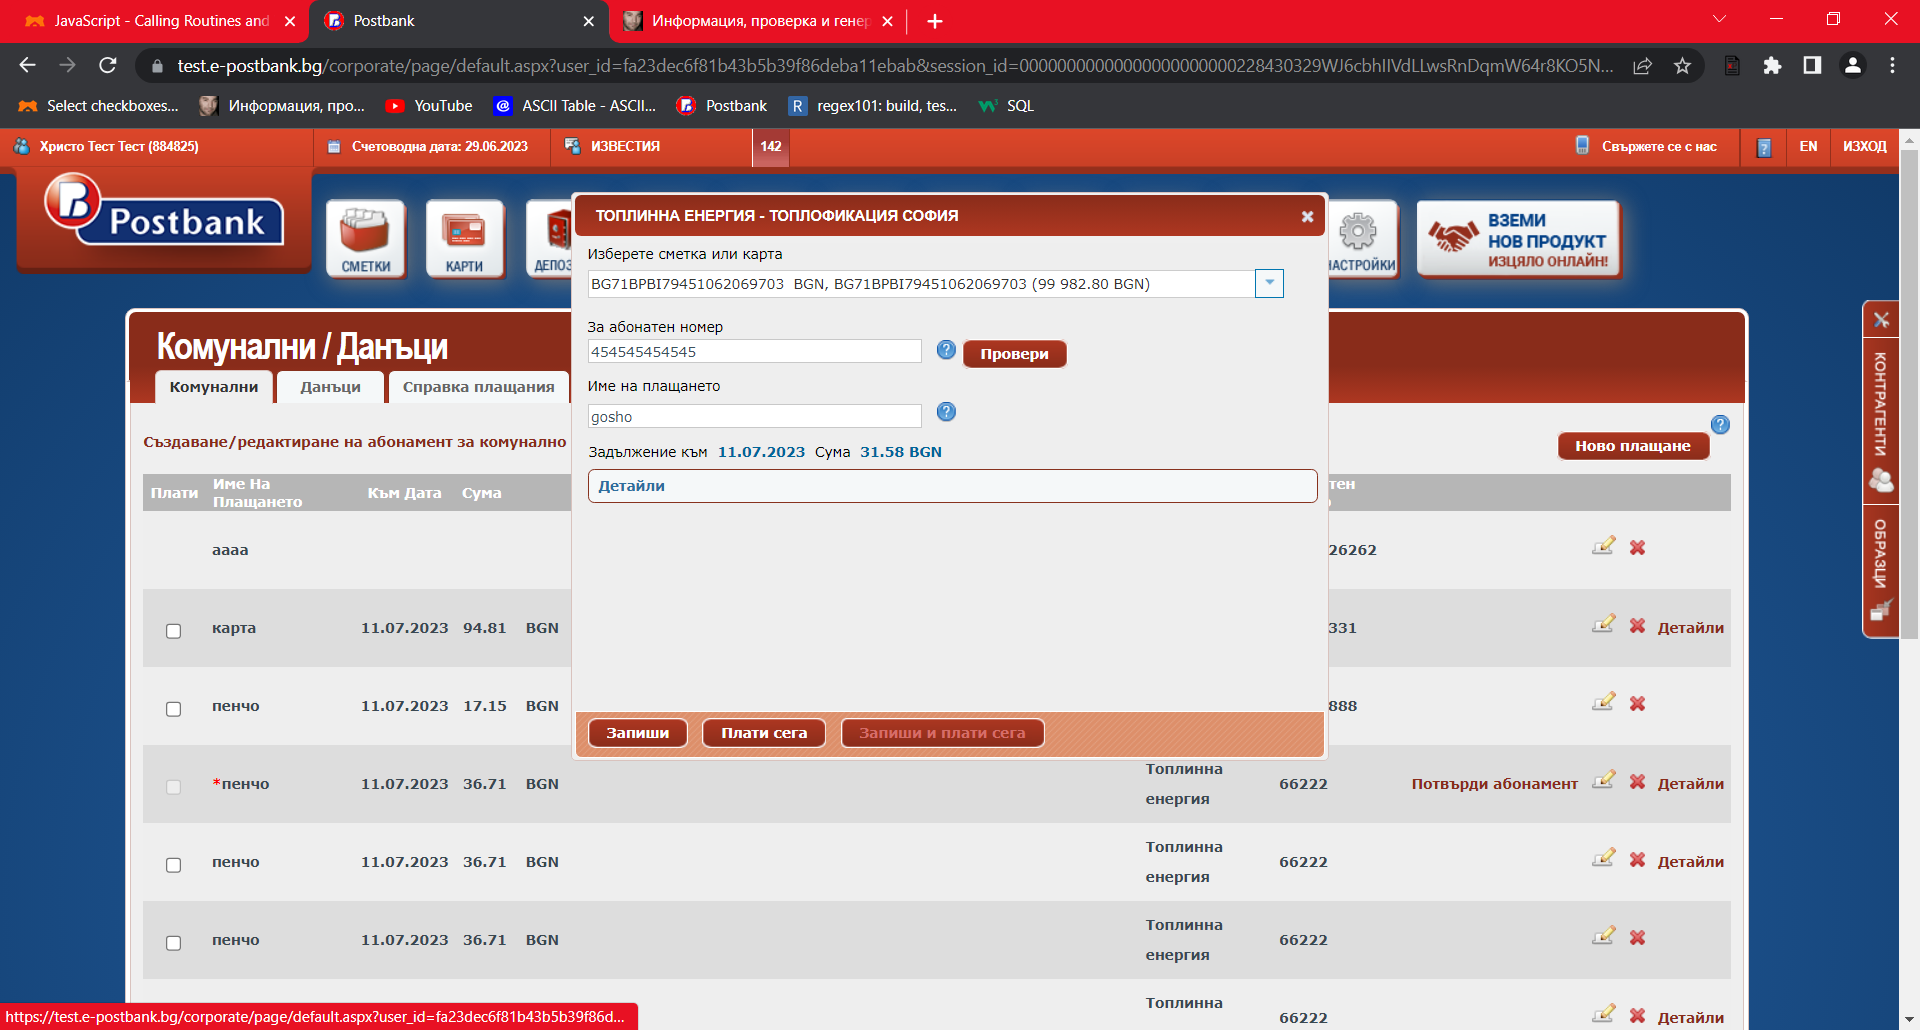 JavaScript - Calling Routines and
Postbank
Информация, проверка и генер
test.e-postbank.bg/corporate/page/default.aspx?user_id=fa23dec6f81b43b5b39f86deba11ebab&session_id=
Select checkboxes...
Информация, про...
YouTube
ASCII Table - ASCII...
Postbank
regex101: build, tes...
SQL
Христо Тест Тест (884825)
Счетоводна дата: 29.06.2023
ИЗВЕСТИЯ
142
Свържете се с нас
EN
ИЗХОД
Postbank
СМЕТКИ
КАРТИ
ДЕПОЗ
НАСТРОЙКИ
ВЗЕМИ
НОВ ПРОДУКТ
ИЗЦЯЛО ОНЛАЙН!
ТОПЛИННА ЕНЕРГИЯ - ТОПЛОФИКАЦИЯ СОФИЯ
Изберете сметка или карта
BG71BPBI79451062069703 BGN, BG71BPBI79451062069703 (99 982.80 BGN)
За абонатен номер
454545454545
Провери
Име на плащането
gosho
Задължение към 11.07.2023 Сума 31.58 BGN
Детайли
Запиши
Плати сега
Запиши и плати сега
Комунални / Данъци
Комунални
Данъци
Справка плащания
Създаване/редактиране на абонамент за комунално
Ново плащане
КОНТРАГЕНТИ
ОБРАЗЦИ
Плати
Име На Плащането
Към Дата
Сума
тен
аааа
26262
карта 11.07.2023 94.81 BGN 331 Детайли
пенчо 11.07.2023 17.15 BGN 888
*пенчо 11.07.2023 36.71 BGN Топлинна енергия 66222 Потвърди абонамент Детайли
пенчо 11.07.2023 36.71 BGN Топлинна енергия 66222 Детайли
пенчо 11.07.2023 36.71 BGN Топлинна енергия 66222
Топлинна
66222 Детайли
https://test.e-postbank.bg/corporate/page/default.aspx?user_id=fa23dec6f81b43b5b39f86d...